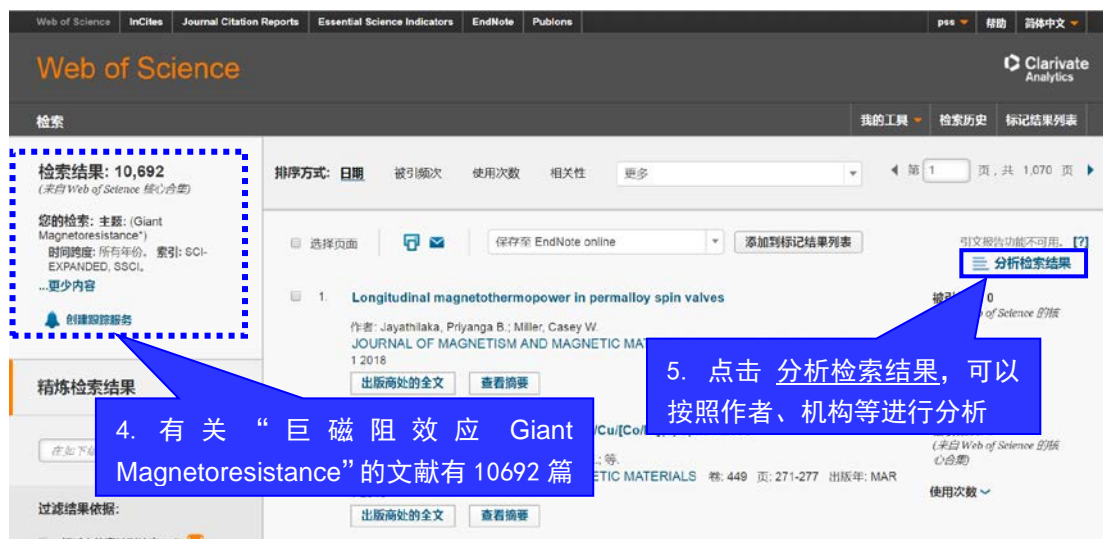 Web of Science InCites Journal Citation Reports Essential Science Indicators EndNote Publons pss 帮助 简体中文
Web of Science
Clarivate
Analytics
检索 我的工具 检索历史 标记结果列表
检索结果: 10,692
(来自 Web of Science 核心合集)
您的检索: 主题: (Giant
Magnetoresistance*)
时间跨度: 所有年份。 索引: SCI-
EXPANDED, SSCI。
...更少内容
创建跟踪服务
排序方式: 日期 被引频次 使用次数 相关性 更多
第 1 页，共 1,070 页
选择页面 保存至 EndNote online 添加到标记结果列表
引文报告功能不可用。 [?]
分析检索结果
1. Longitudinal magnetothermopower in permalloy spin valves
作者: Jayathilaka, Priyanga B.; Miller, Casey W.
JOURNAL OF MAGNETISM AND MAGNETIC
1 2018
出版商处的全文 查看摘要
0
of Science 的核
5. 点击 分析检索结果，可以
按照作者、机构等进行分析
精炼检索结果
4. 有关“巨磁阻效应 Giant
Magnetoresistance”的文献有 10692 篇
/Cu/[Co/
等.
ETIC MATERIALS 卷: 449 页: 271-277 出版年: MAR
(来自 Web of Science 的核
心合集)
使用次数
出版商处的全文 查看摘要
过滤结果依据: